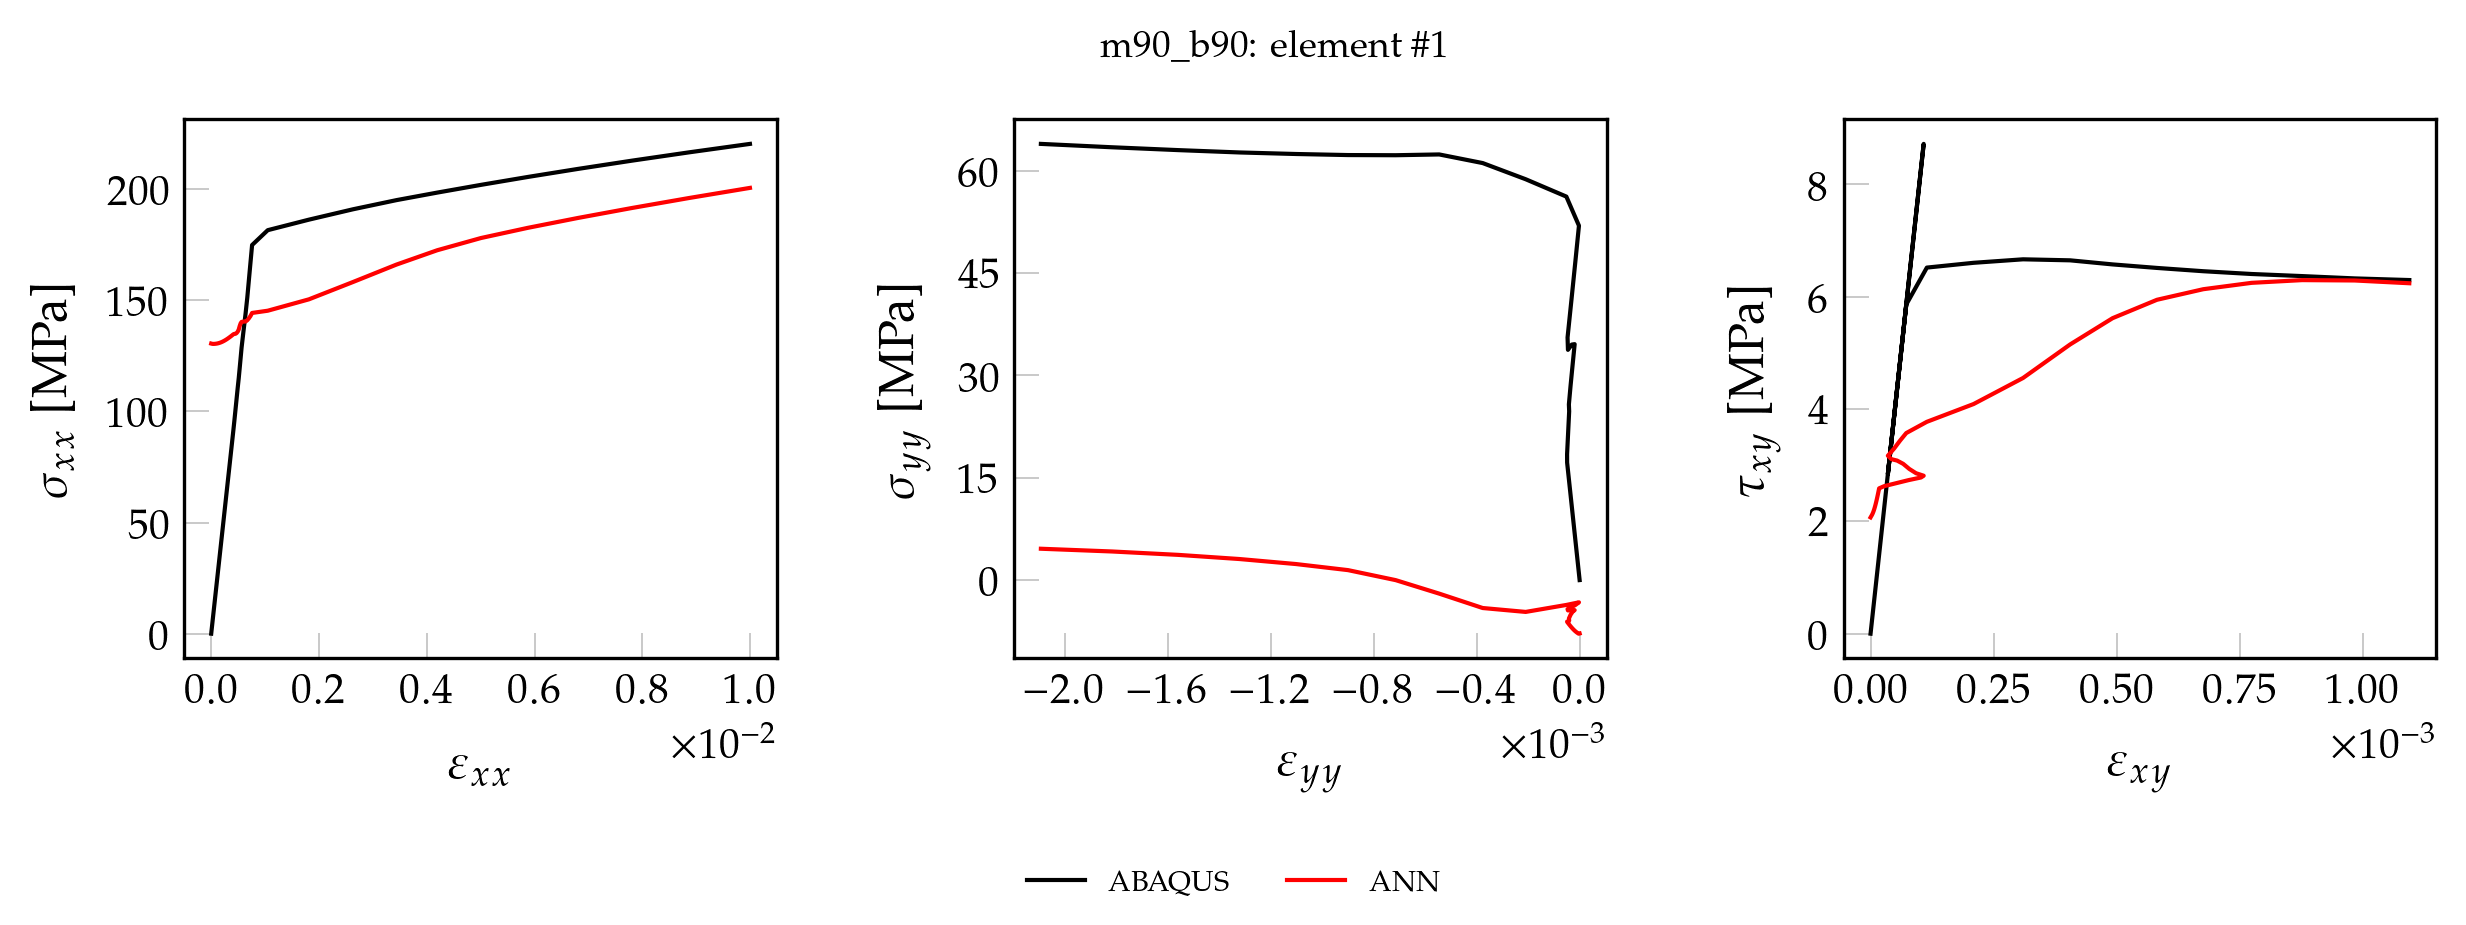 m90_b90: element #1
σxx [MPa]
200
150
100
50
0
0.0 0.2 0.4 0.6 0.8 1.0
×10−2
εxx
σyy [MPa]
60
45
30
15
0
−2.0 −1.6 −1.2 −0.8 −0.4 0.0
×10−3
εyy
τxy [MPa]
8
6
4
2
0
0.00 0.25 0.50 0.75 1.00
×10−3
εxy
ABAQUS ANN